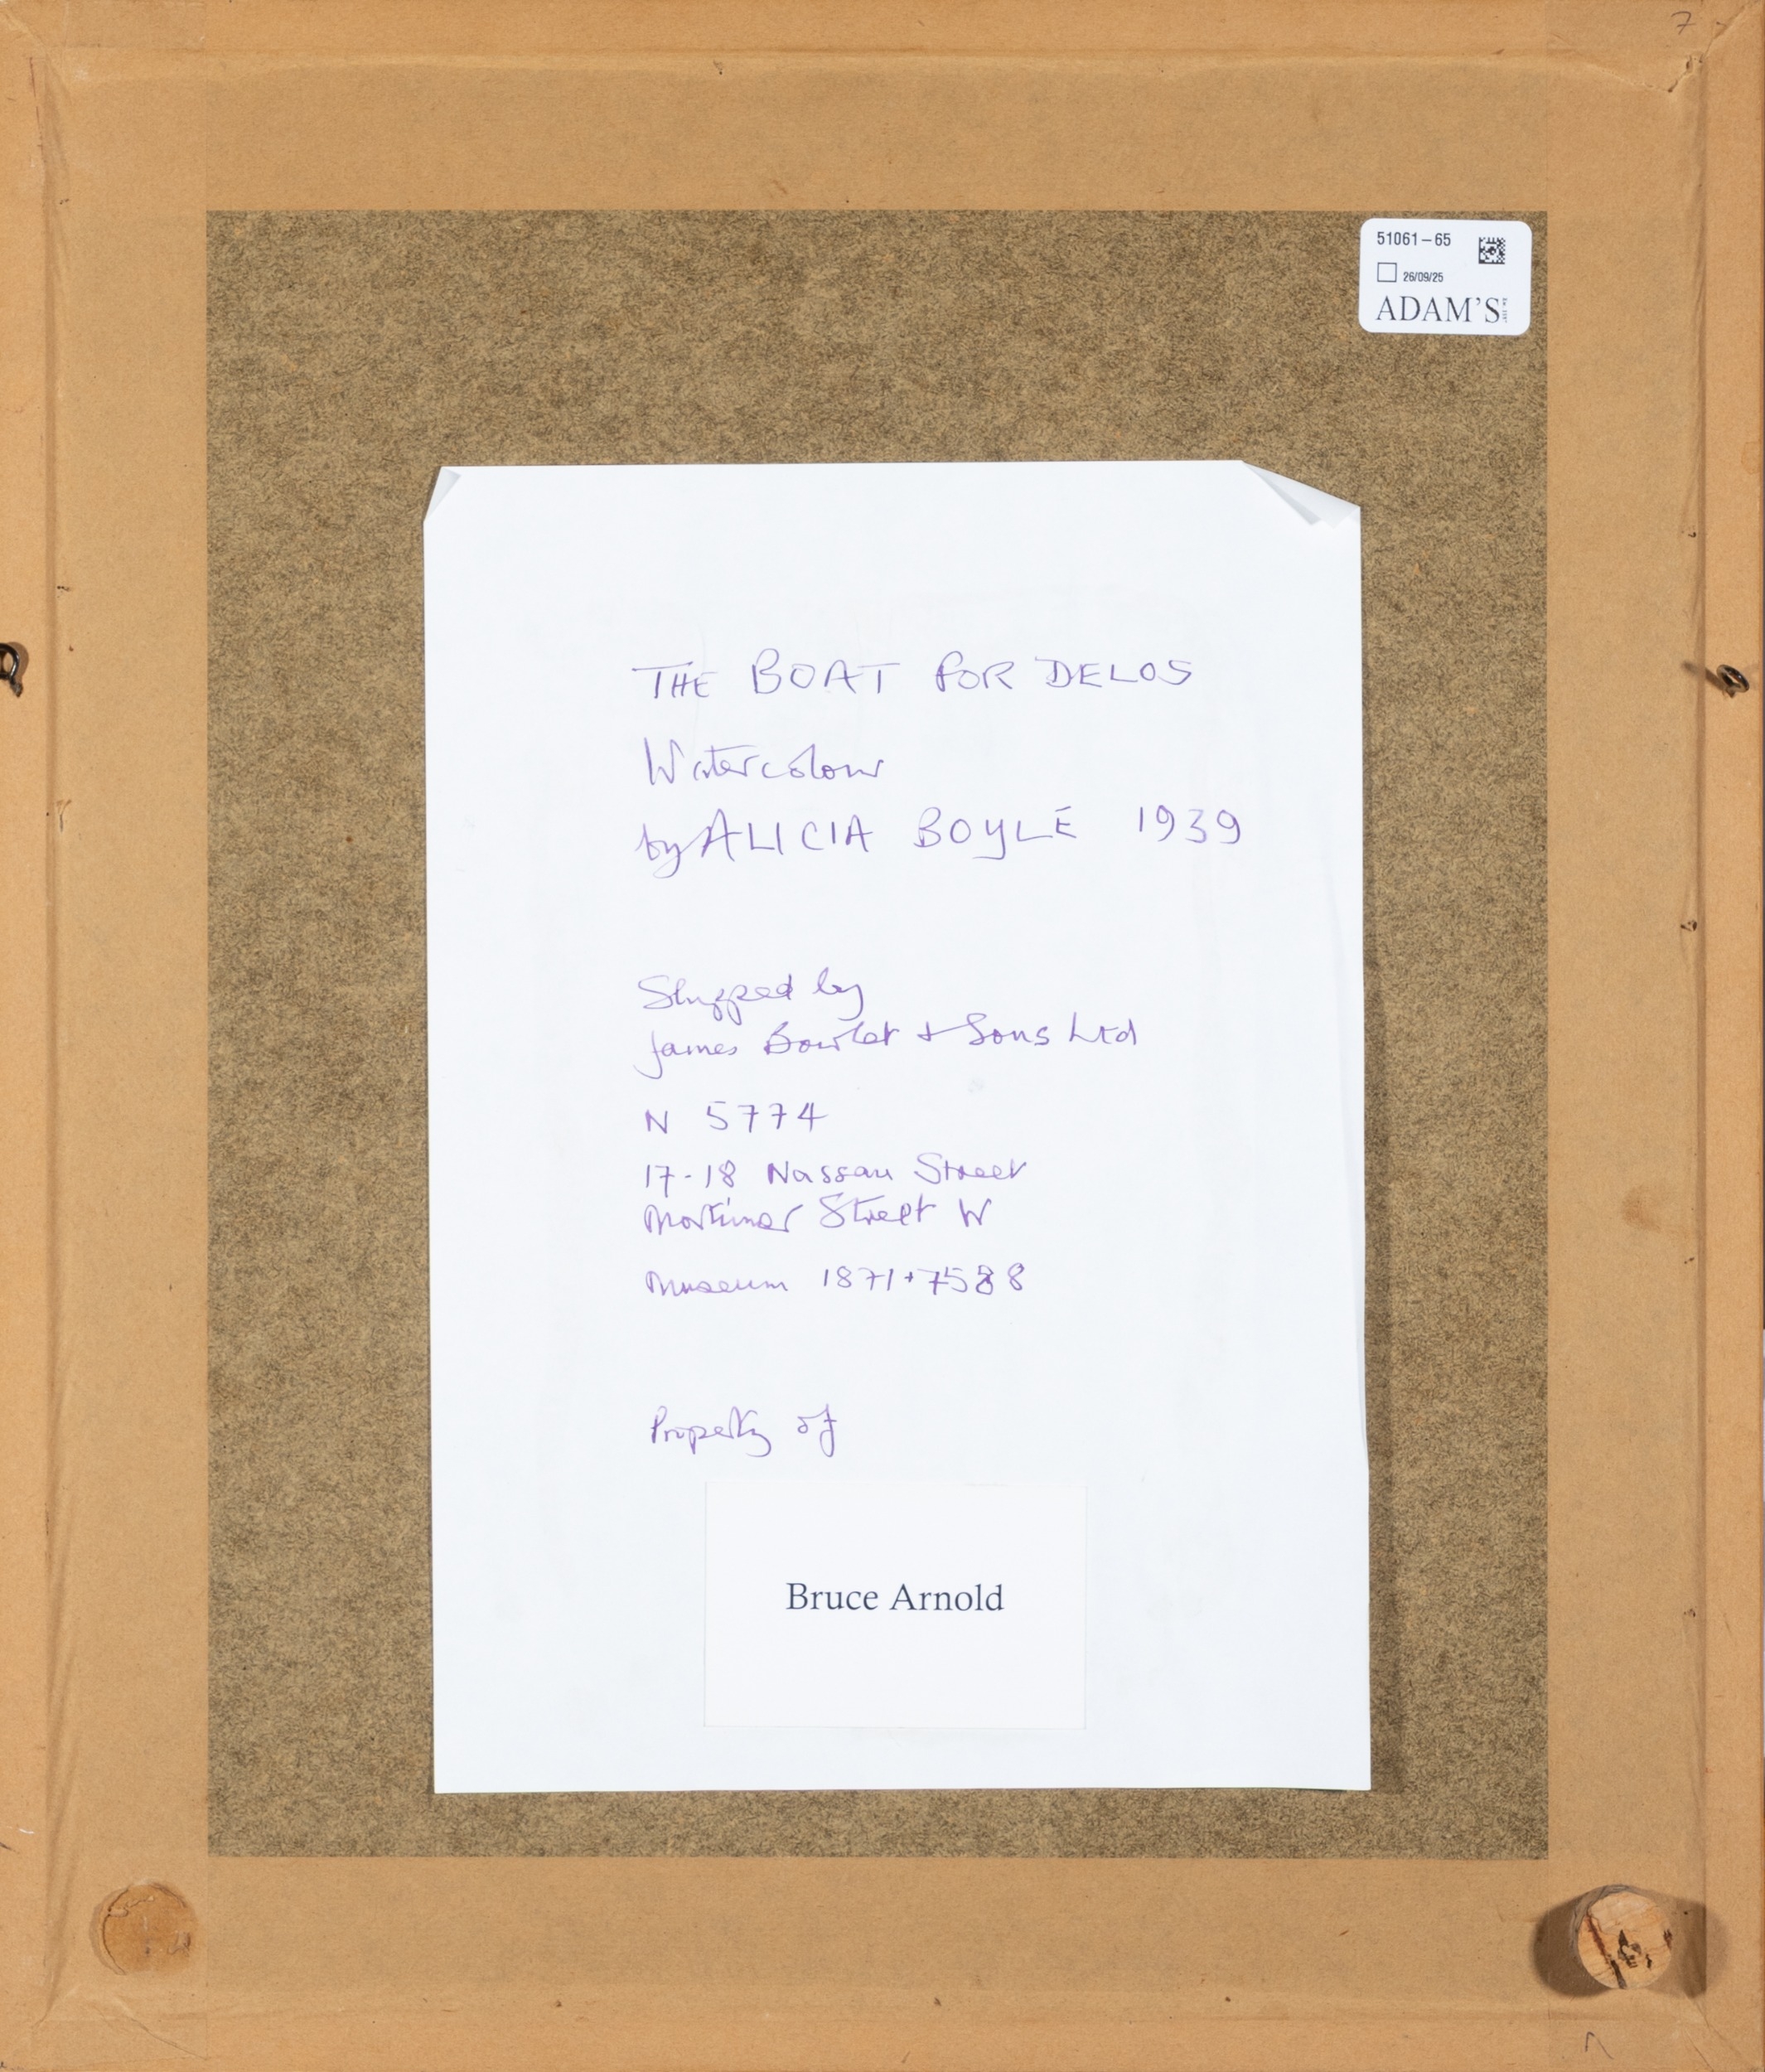 7
51061-65
26/09/25
ADAM'S
THE BOAT FOR DELOS
Watercolour
by ALICIA BOYLE 1939
Shipped by
James Bourlet + Sons Ltd
N 5774
17-18 Nassau Street
Mortimer Street W
Museum 1871+7588
Property of
Bruce Arnold